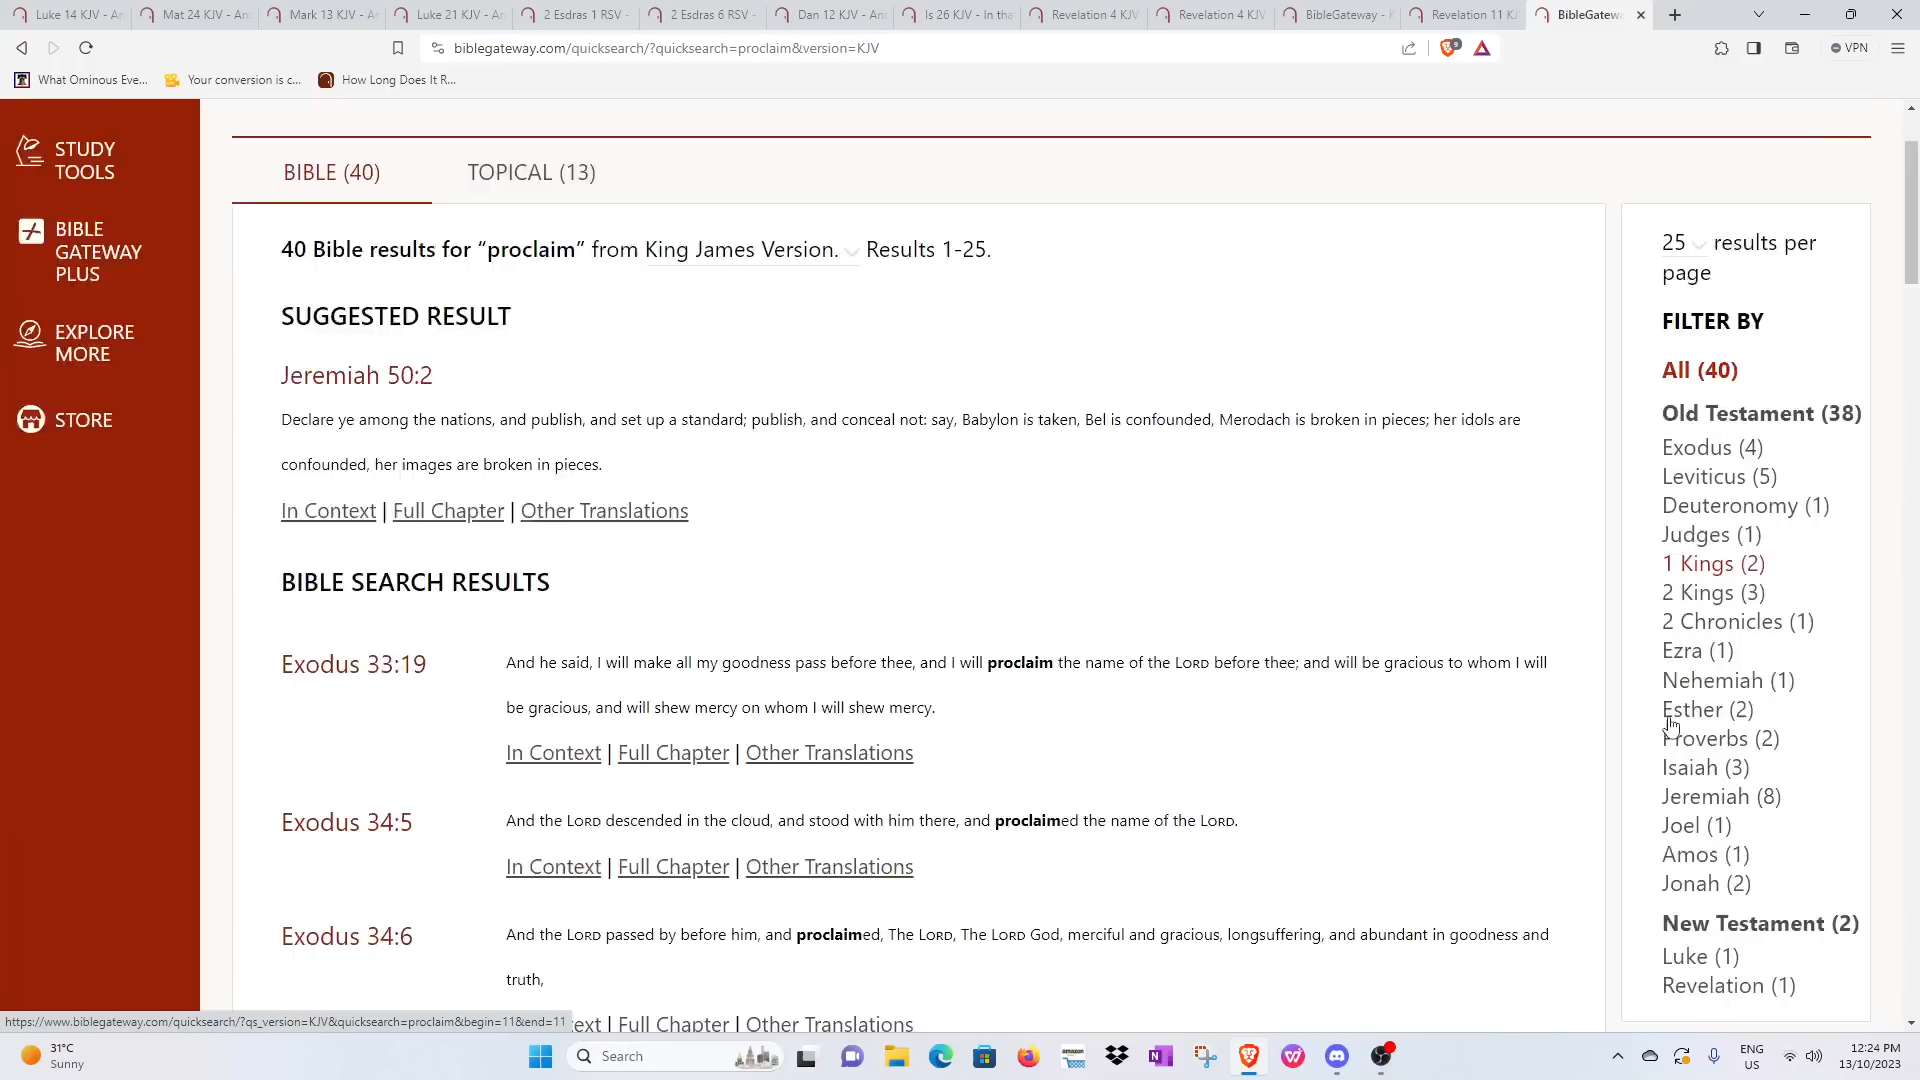 Luke 14 KJV - An
Mat 24 KJV - An
Mark 13 KJV - A
Luke 21 KJV - An
2 Esdras 1 RSV -
2 Esdras 6 RSV -
Dan 12 KJV - An
Is 26 KJV - In tha
Revelation 4 KJV
Revelation 4 KJV
BibleGateway -
Revelation 11 KJ
BibleGatew
biblegateway.com/quicksearch/?quicksearch=proclaim&version=KJV
9
VPN
What Ominous Eve...
Your conversion is c...
How Long Does It R...
STUDY
TOOLS
BIBLE
GATEWAY
PLUS
EXPLORE
MORE
STORE
BIBLE (40)
TOPICAL (13)
40 Bible results for “proclaim” from King James Version. Results 1-25.
SUGGESTED RESULT
Jeremiah 50:2
Declare ye among the nations, and publish, and set up a standard; publish, and conceal not: say, Babylon is taken, Bel is confounded, Merodach is broken in pieces; her idols are
confounded, her images are broken in pieces.
In Context | Full Chapter | Other Translations
BIBLE SEARCH RESULTS
Exodus 33:19
And he said, I will make all my goodness pass before thee, and I will proclaim the name of the LORD before thee; and will be gracious to whom I will
be gracious, and will shew mercy on whom I will shew mercy.
In Context | Full Chapter | Other Translations
Exodus 34:5
And the LORD descended in the cloud, and stood with him there, and proclaimed the name of the LORD.
In Context | Full Chapter | Other Translations
Exodus 34:6
And the LORD passed by before him, and proclaimed, The LORD, The LORD God, merciful and gracious, longsuffering, and abundant in goodness and
truth,
ext | Full Chapter | Other Translations
25 results per
page
FILTER BY
All (40)
Old Testament (38)
Exodus (4)
Leviticus (5)
Deuteronomy (1)
Judges (1)
1 Kings (2)
2 Kings (3)
2 Chronicles (1)
Ezra (1)
Nehemiah (1)
Esther (2)
Proverbs (2)
Isaiah (3)
Jeremiah (8)
Joel (1)
Amos (1)
Jonah (2)
New Testament (2)
Luke (1)
Revelation (1)
https://www.biblegateway.com/quicksearch/?qs_version=KJV&quicksearch=proclaim&begin=11&end=11
31°C
Sunny
Search
amazon
ENG
US
12:24 PM
13/10/2023